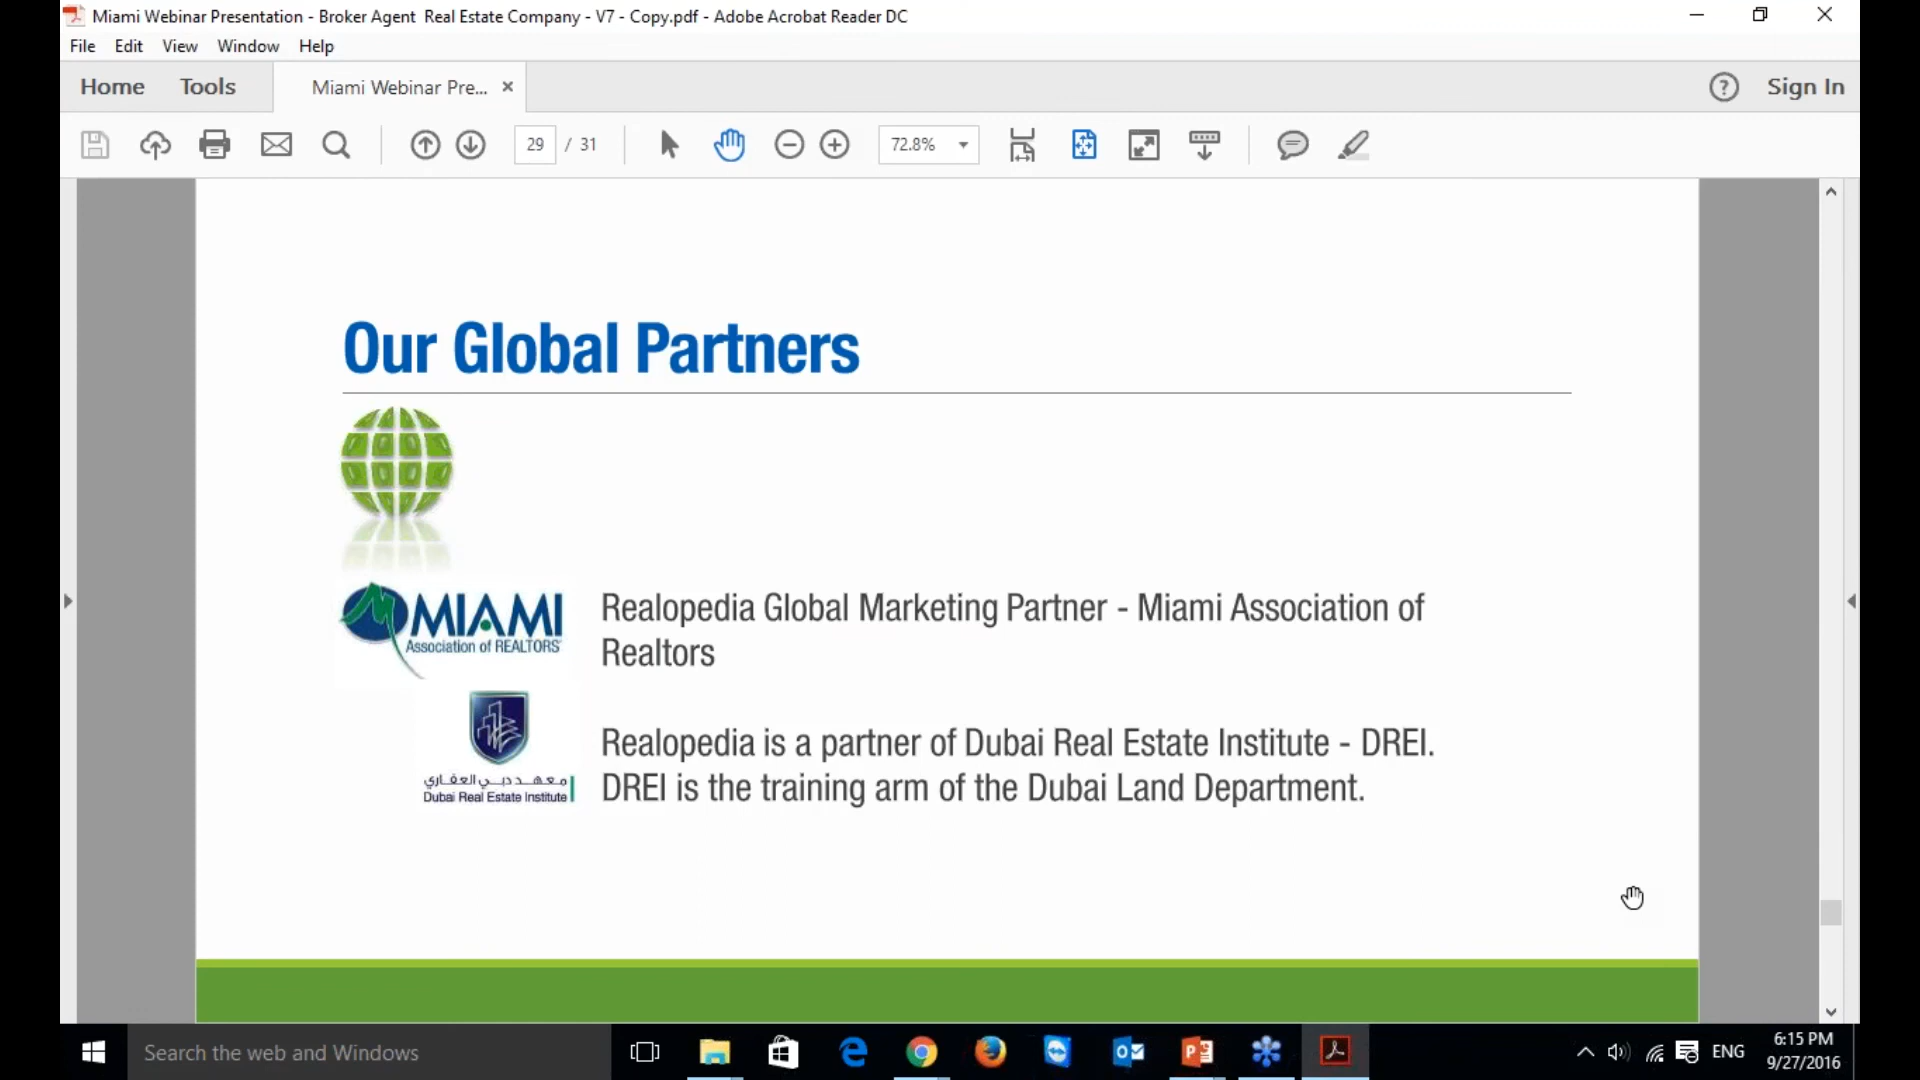 Miami Webinar Presentation - Broker Agent  Real Estate Company - V7 - Copy.pdf - Adobe Acrobat Reader DC
File Edit View Window Help
Home Tools Miami Webinar Pre... × ? Sign In
29 / 31 72.8%
Our Global Partners
MIAMI
Association of REALTORS®
Realopedia Global Marketing Partner - Miami Association of
Realtors
معهد دبي العقاري
Dubai Real Estate Institute
Realopedia is a partner of Dubai Real Estate Institute - DREI.
DREI is the training arm of the Dubai Land Department.
Search the web and Windows
ENG
6:15 PM
9/27/2016